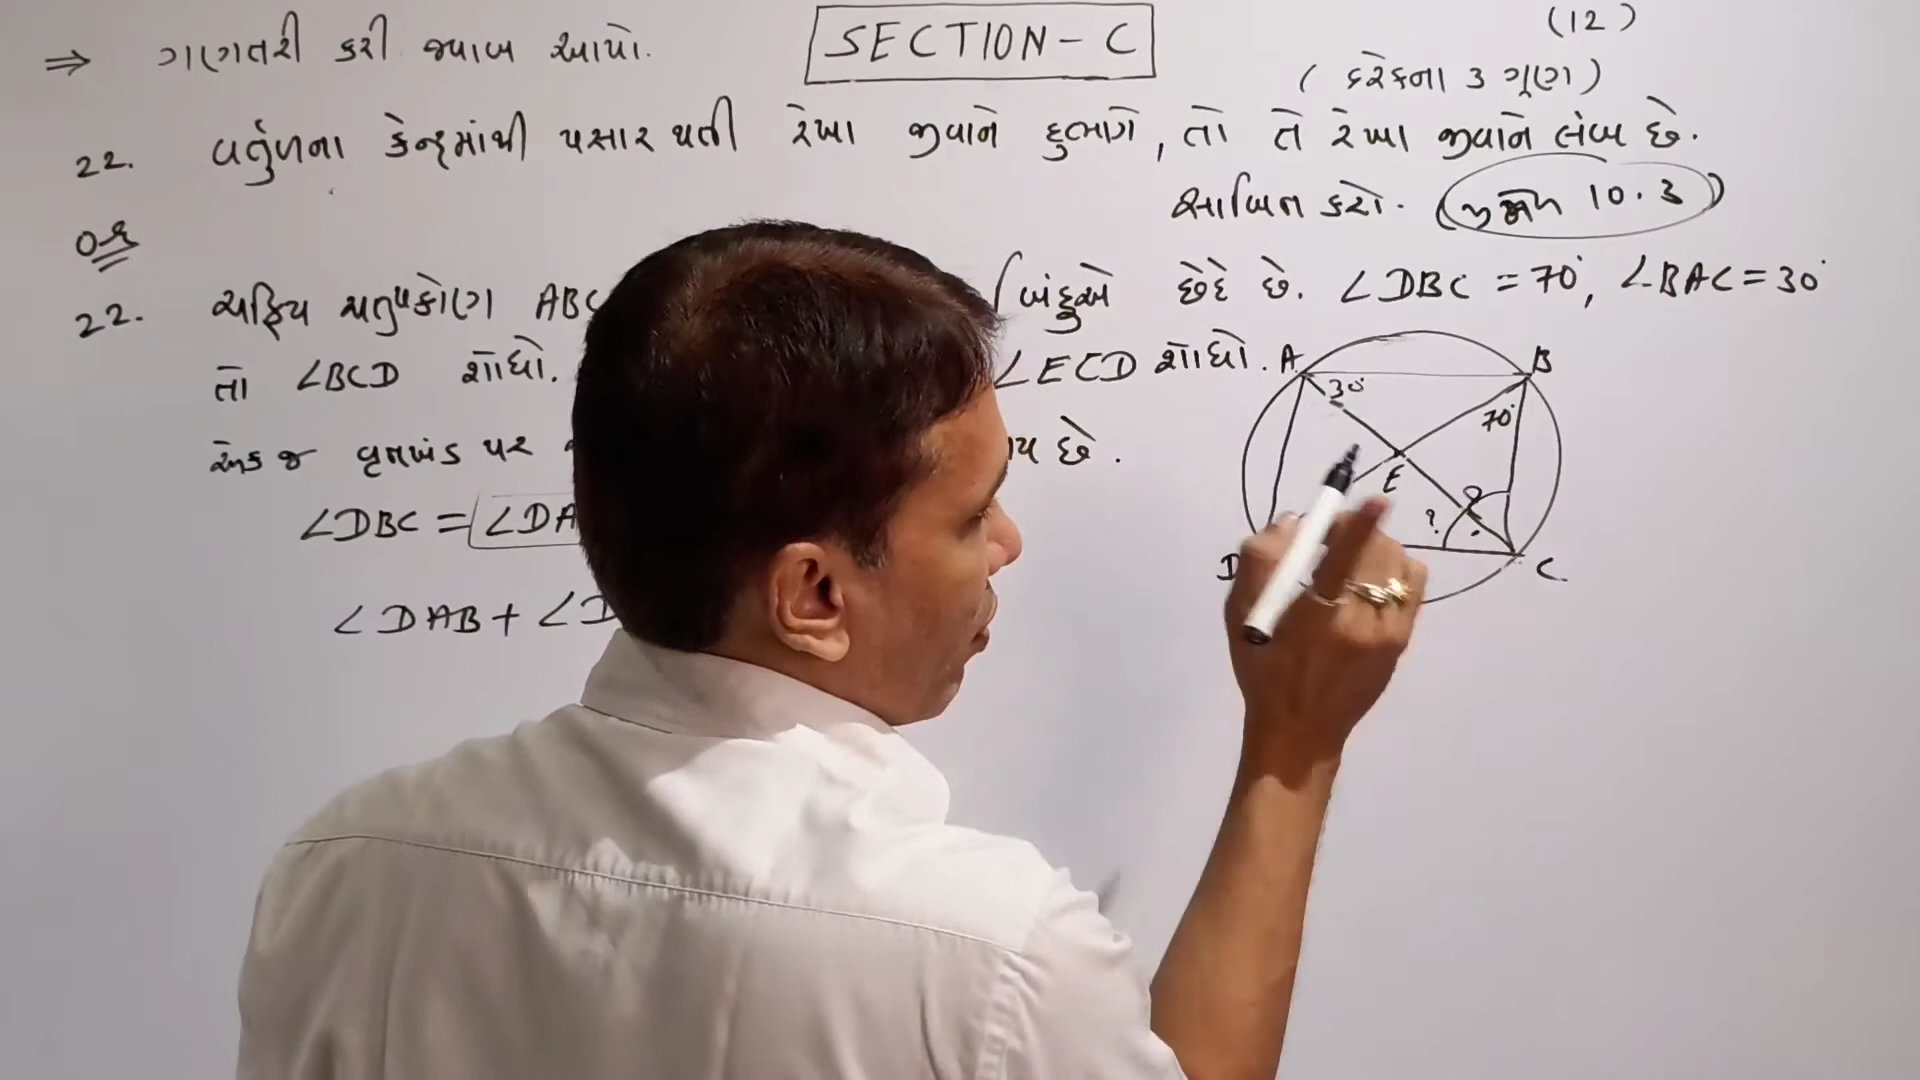 ⇒ ગણતરી કરી જવાબ આપો.
SECTION - C
(12)
(દરેકના 3 ગુણ)
22. વર્તુળના કેન્દ્રમાંથી પસાર થતી રેખા જીવાને દુભાગે, તો તે રેખા જીવાને લંબ છે.
સાબિત કરો. (પ્રમેય 10.3)
OR
22. ચક્રિય ચતુષ્કોણ ABC બિંદુએ છેદે છે. ∠DBC = 70°, ∠BAC = 30°
તો ∠BCD શોધો. ∠ECD શોધો.
એક જ વૃત્તખંડ પર છે.
∠DBC = ∠DA
∠DAB + ∠D
A
B
30°
70°
E
?
?
D
C